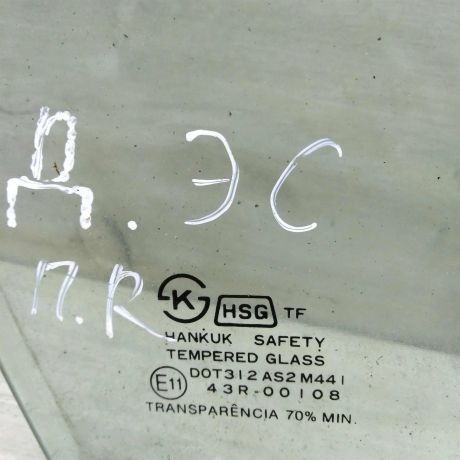 Д. ЭС
П.R
K HSG TF
HANKUK SAFETY
TEMPERED GLASS
E11 DOT312 AS2 M441
43R-00108
TRANSPARÊNCIA 70% MIN.